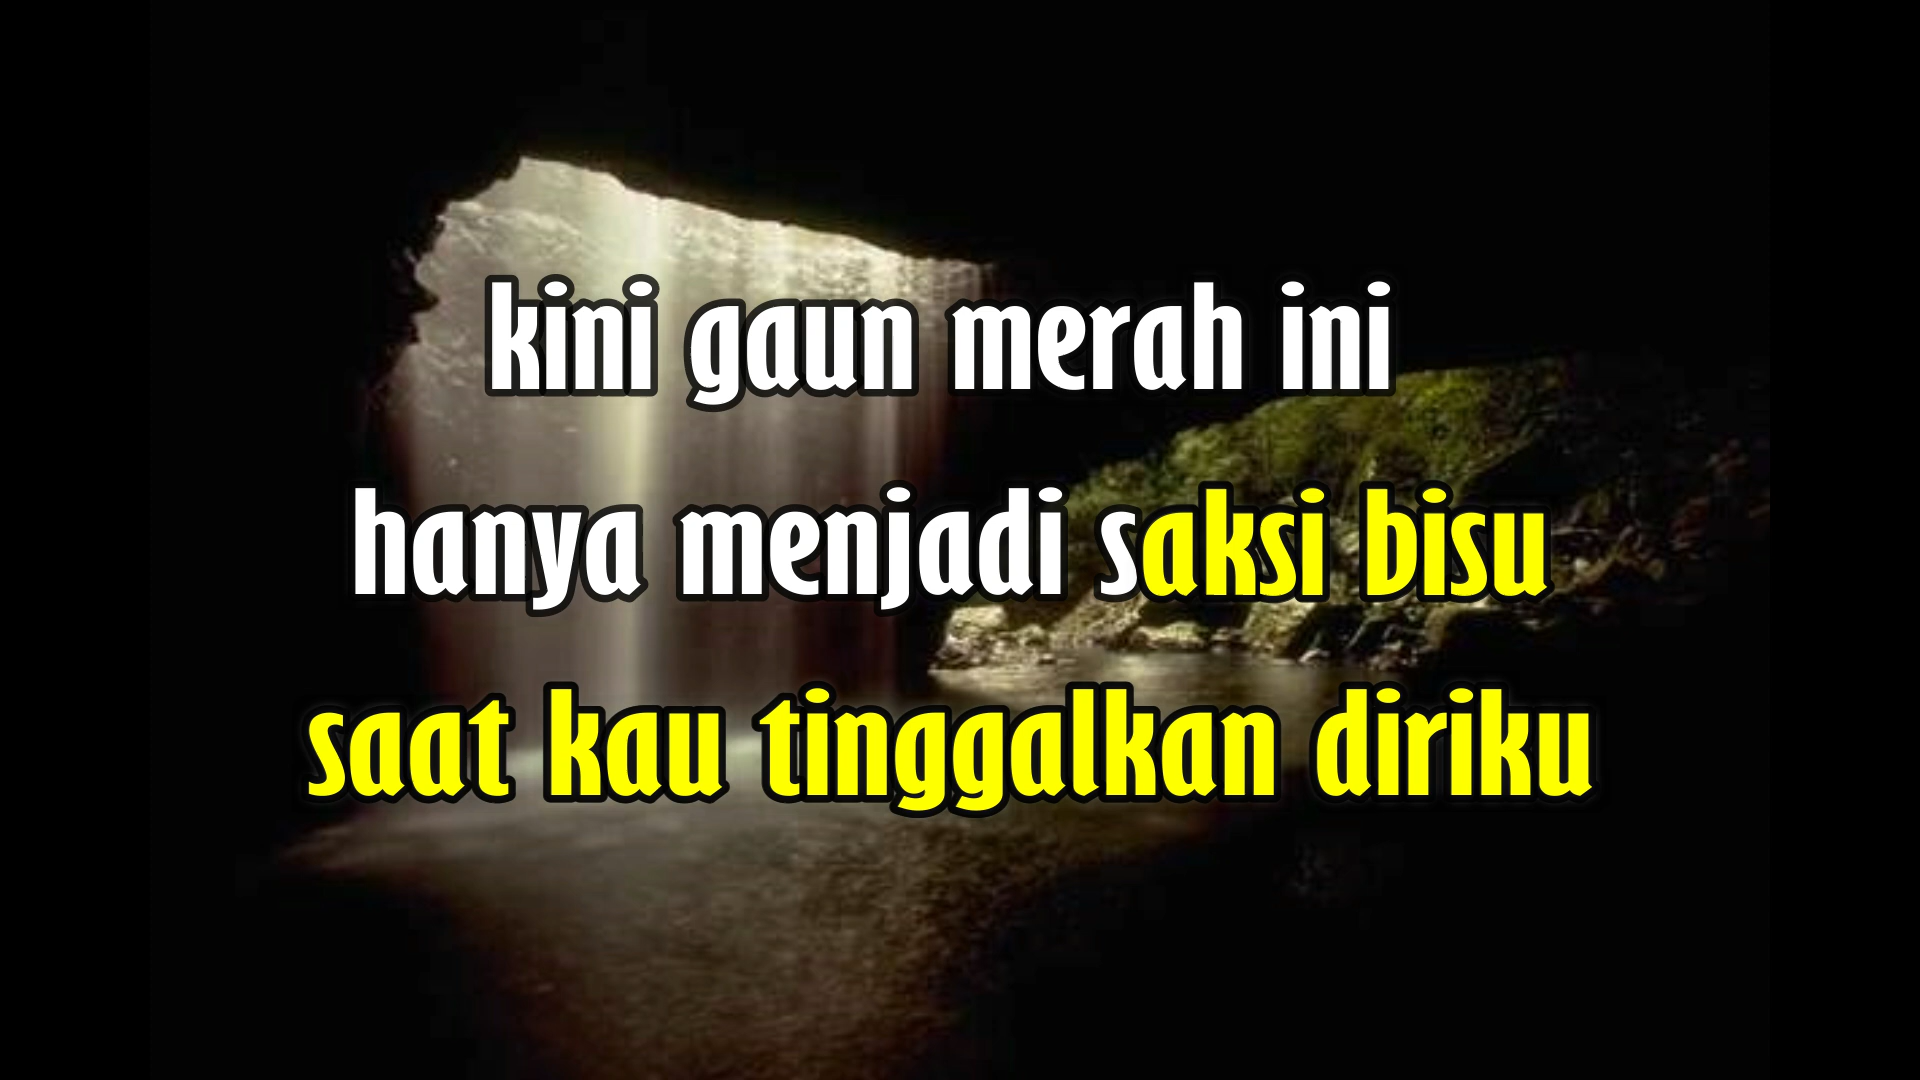 kini gaun merah ini
hanya menjadi saksi bisu
saat kau tinggalkan diriku